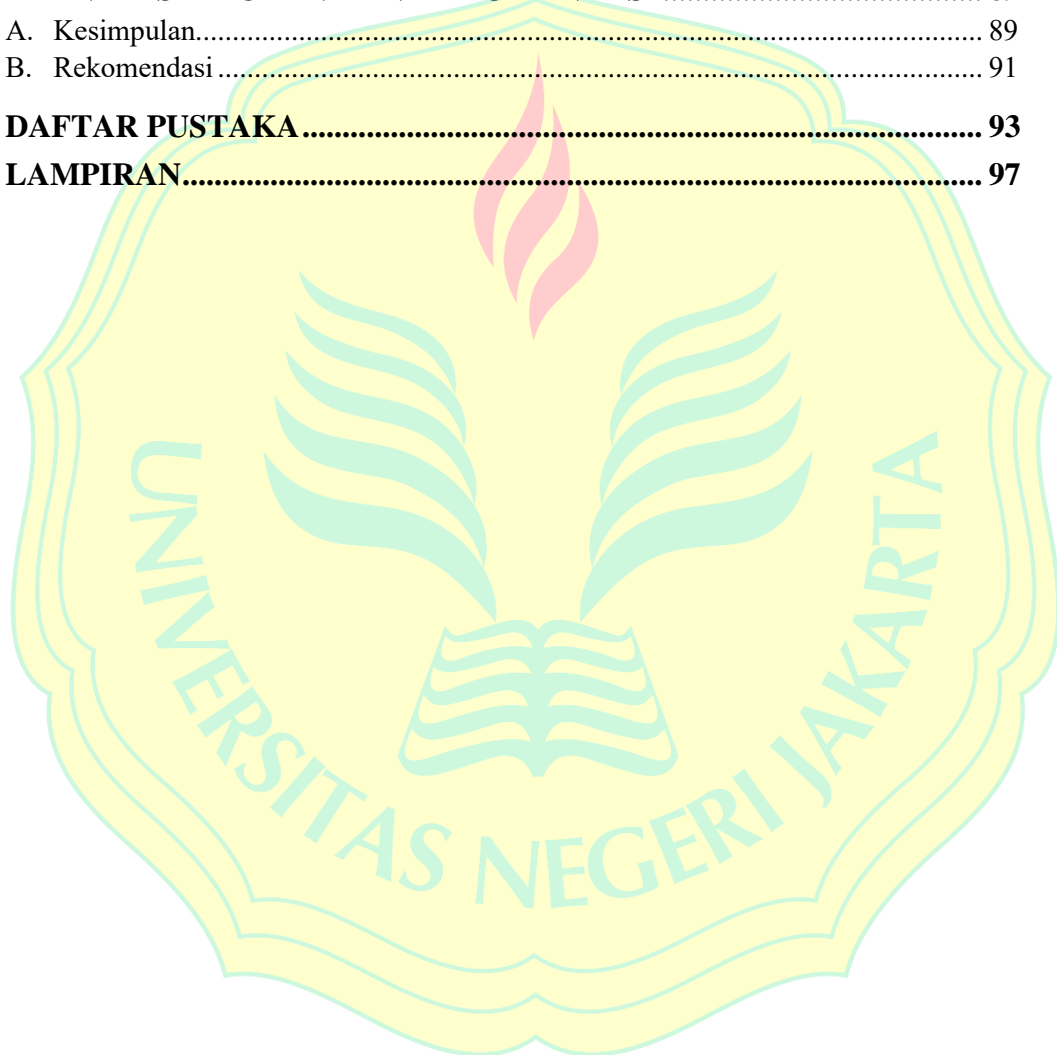 A. Kesimpulan........................................................................................................ 89
B. Rekomendasi .................................................................................................... 91
DAFTAR PUSTAKA....................................................................................... 93
LAMPIRAN...................................................................................................... 97
UNIVERSITAS NEGERI JAKARTA